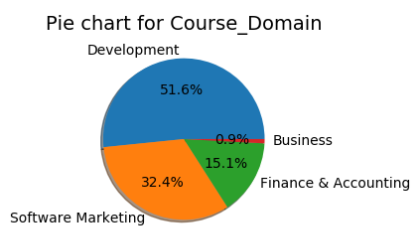 Pie chart for Course_Domain
Development
51.6%
0.9%
Business
15.1%
32.4%
Finance & Accounting
Software Marketing